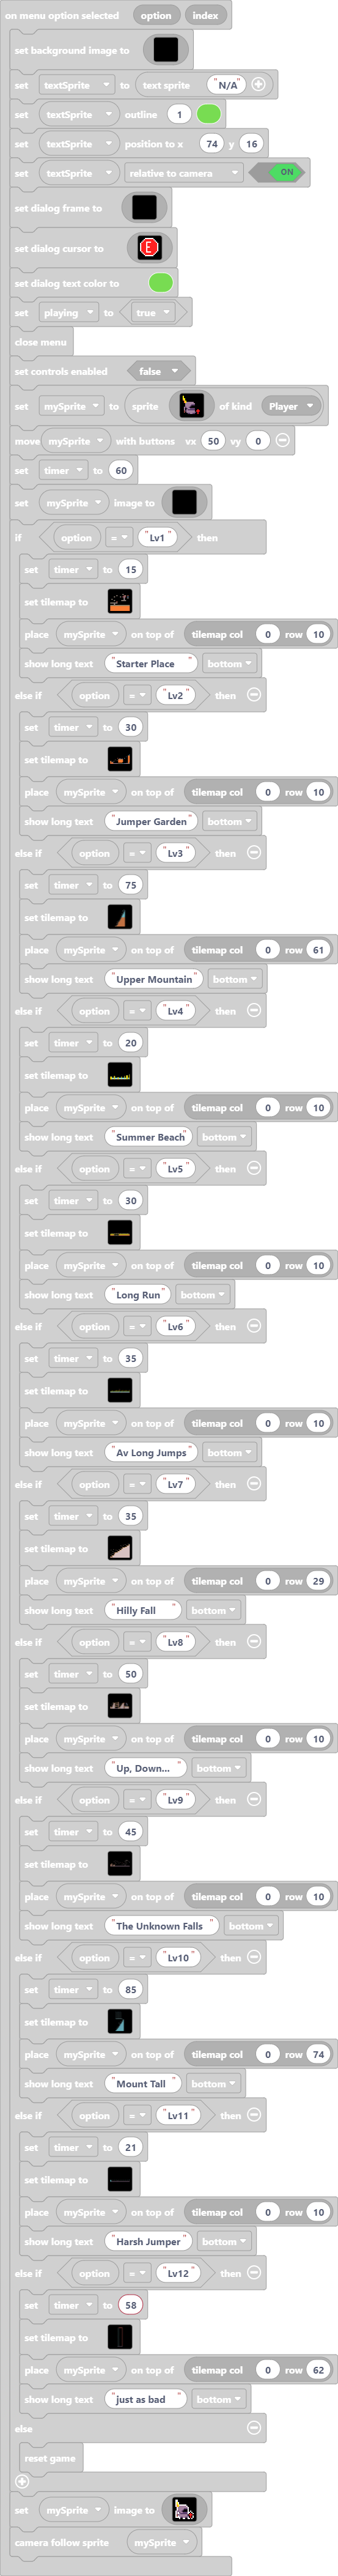 on menu option selected option index
set background image to
set textSprite to text sprite "N/A"
set textSprite outline 1
set textSprite position to x 74 y 16
set textSprite relative to camera ON
set dialog frame to
set dialog cursor to E
set dialog text color to
set playing to true
close menu
set controls enabled false
set mySprite to sprite of kind Player
move mySprite with buttons vx 50 vy 0
set timer to 60
set mySprite image to
if option = "Lv1" then
set timer to 15
set tilemap to
place mySprite on top of tilemap col 0 row 10
show long text "Starter Place" bottom
else if option = "Lv2" then
set timer to 30
set tilemap to
place mySprite on top of tilemap col 0 row 10
show long text "Jumper Garden" bottom
else if option = "Lv3" then
set timer to 75
set tilemap to
place mySprite on top of tilemap col 0 row 61
show long text "Upper Mountain" bottom
else if option = "Lv4" then
set timer to 20
set tilemap to
place mySprite on top of tilemap col 0 row 10
show long text "Summer Beach" bottom
else if option = "Lv5" then
set timer to 30
set tilemap to
place mySprite on top of tilemap col 0 row 10
show long text "Long Run" bottom
else if option = "Lv6" then
set timer to 35
set tilemap to
place mySprite on top of tilemap col 0 row 10
show long text "Av Long Jumps" bottom
else if option = "Lv7" then
set timer to 35
set tilemap to
place mySprite on top of tilemap col 0 row 29
show long text "Hilly Fall" bottom
else if option = "Lv8" then
set timer to 50
set tilemap to
place mySprite on top of tilemap col 0 row 10
show long text "Up, Down..." bottom
else if option = "Lv9" then
set timer to 45
set tilemap to
place mySprite on top of tilemap col 0 row 10
show long text "The Unknown Falls" bottom
else if option = "Lv10" then
set timer to 85
set tilemap to
place mySprite on top of tilemap col 0 row 74
show long text "Mount Tall" bottom
else if option = "Lv11" then
set timer to 21
set tilemap to
place mySprite on top of tilemap col 0 row 10
show long text "Harsh Jumper" bottom
else if option = "Lv12" then
set timer to 58
set tilemap to
place mySprite on top of tilemap col 0 row 62
show long text "just as bad" bottom
else
reset game
set mySprite image to
camera follow sprite mySprite